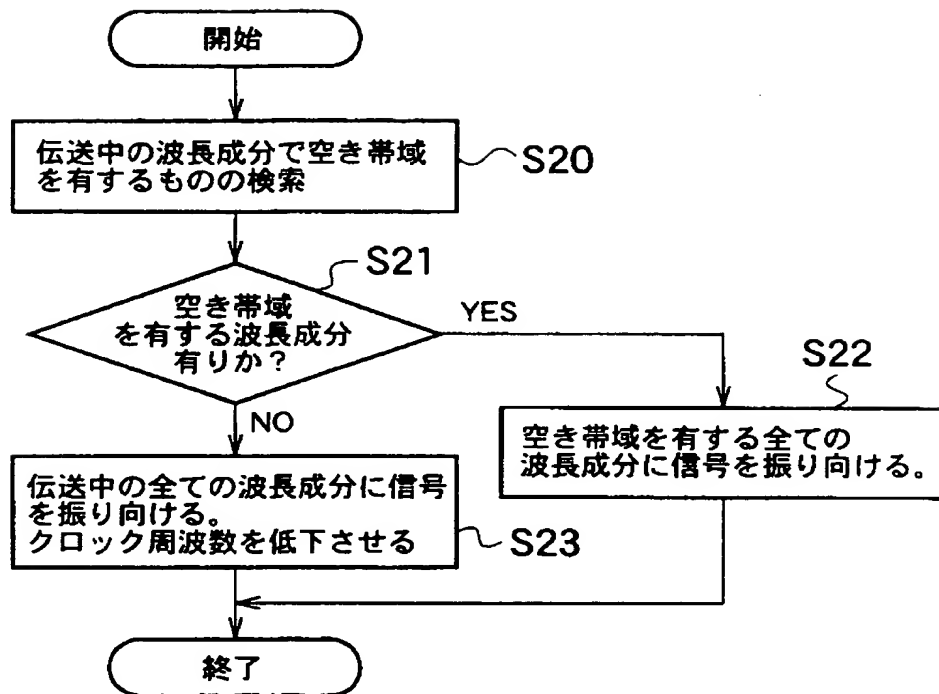 開始
伝送中の波長成分で空き帯域
を有するものの検索
S20
S21
空き帯域
を有する波長成分
有りか？
YES
NO
S22
空き帯域を有する全ての
波長成分に信号を振り向ける。
伝送中の全ての波長成分に信号
を振り向ける。
クロック周波数を低下させる
S23
終了